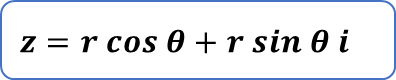 z = r cos θ + r sin θ i